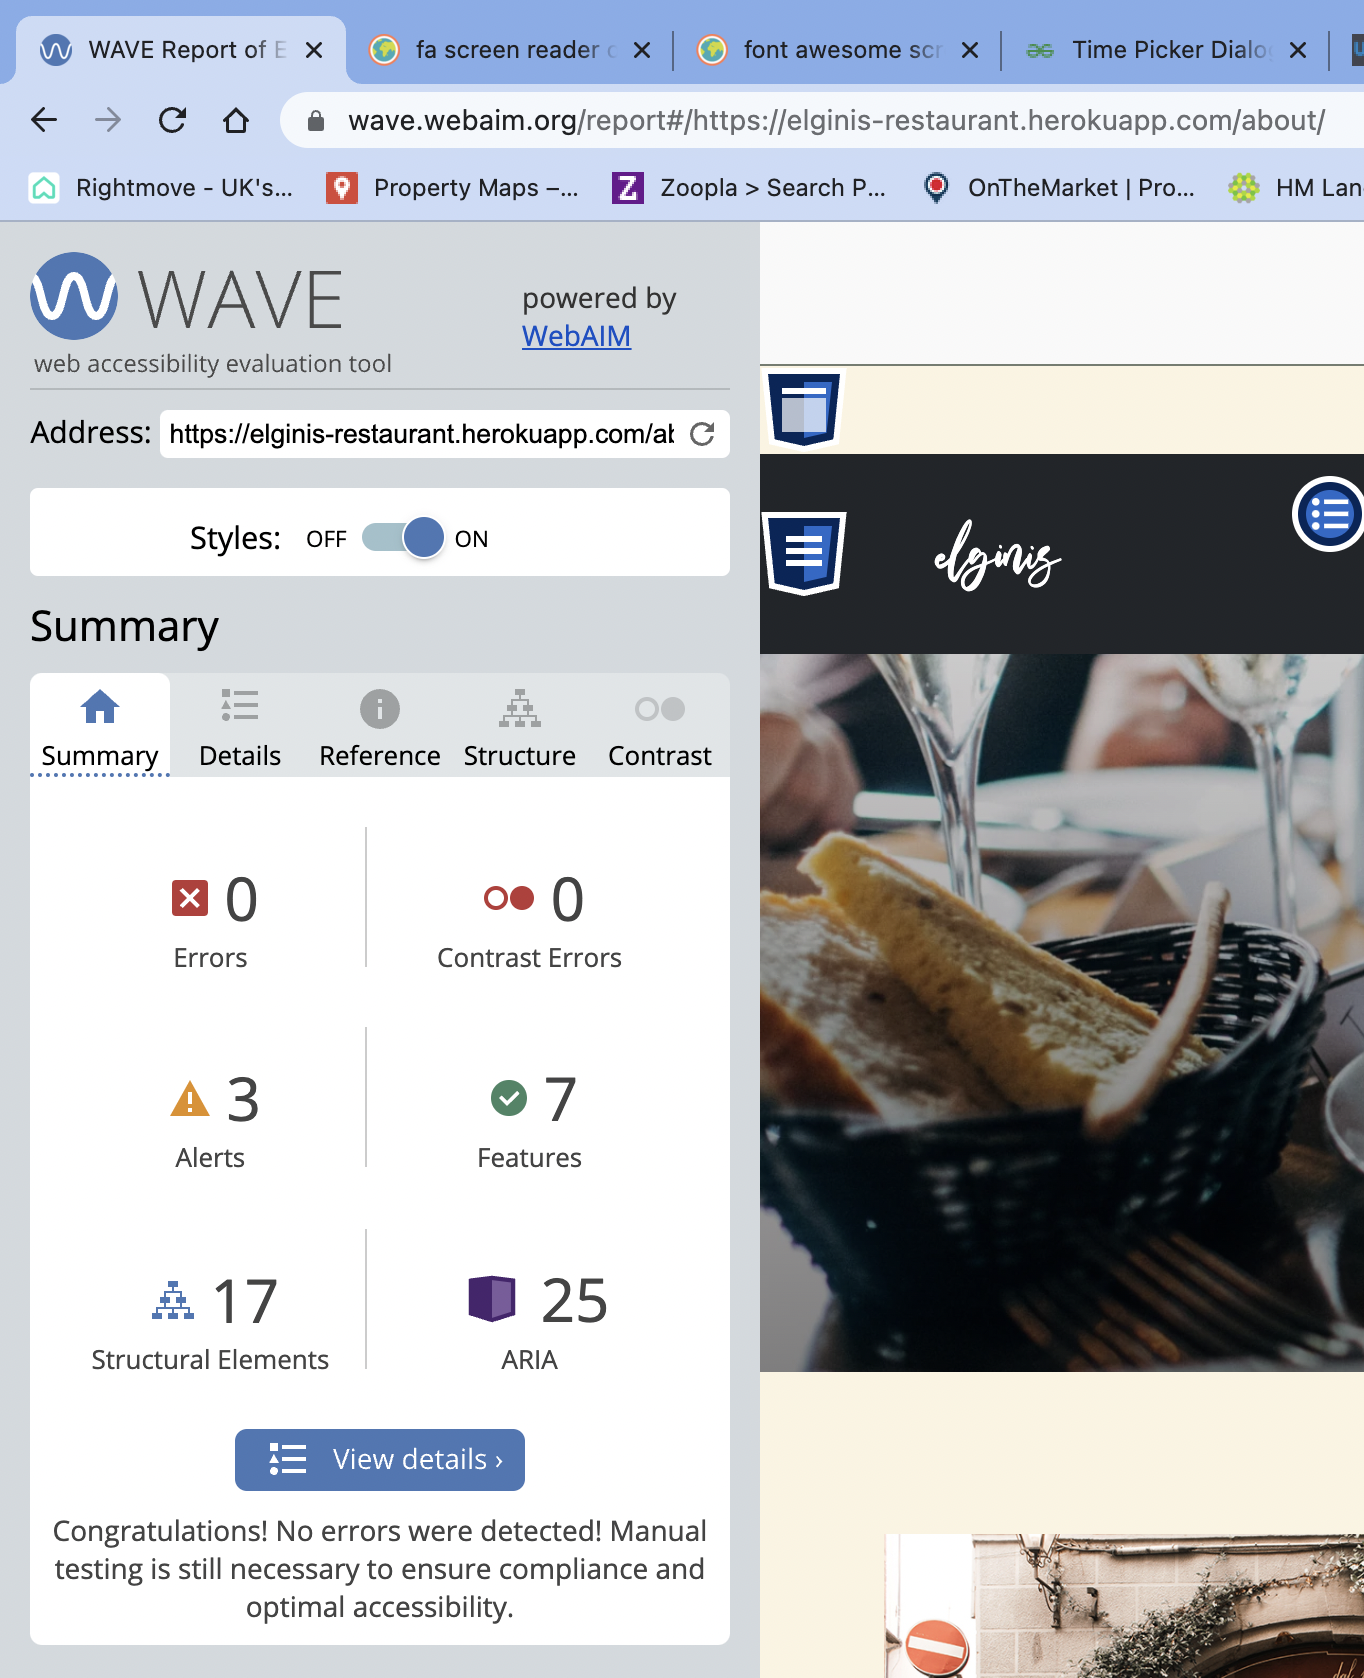 WAVE Report of E
fa screen reader
font awesome scr
Time Picker Dialo
wave.webaim.org/report#/https://elginis-restaurant.herokuapp.com/about/
Rightmove - UK's...
Property Maps –...
Zoopla > Search P...
OnTheMarket | Pro...
HM Lan
WAVE
web accessibility evaluation tool
powered by
WebAIM
Address:
https://elginis-restaurant.herokuapp.com/ab
Styles: OFF ON
elginis
Summary
Summary
Details
Reference
Structure
Contrast
0
Errors
0
Contrast Errors
3
Alerts
7
Features
17
Structural Elements
25
ARIA
View details ›
Congratulations! No errors were detected! Manual
testing is still necessary to ensure compliance and
optimal accessibility.